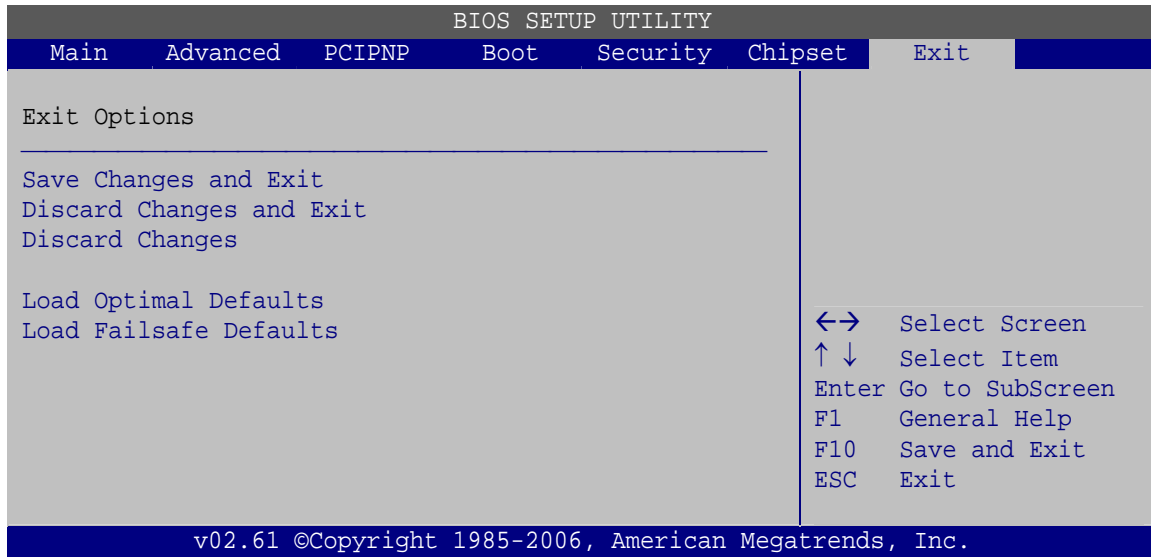 BIOS SETUP UTILITY
Main Advanced PCIPNP Boot Security Chipset Exit
Exit Options
Save Changes and Exit
Discard Changes and Exit
Discard Changes
Load Optimal Defaults
Load Failsafe Defaults
←→ Select Screen
↑ ↓ Select Item
Enter Go to SubScreen
F1 General Help
F10 Save and Exit
ESC Exit
v02.61 ©Copyright 1985-2006, American Megatrends, Inc.